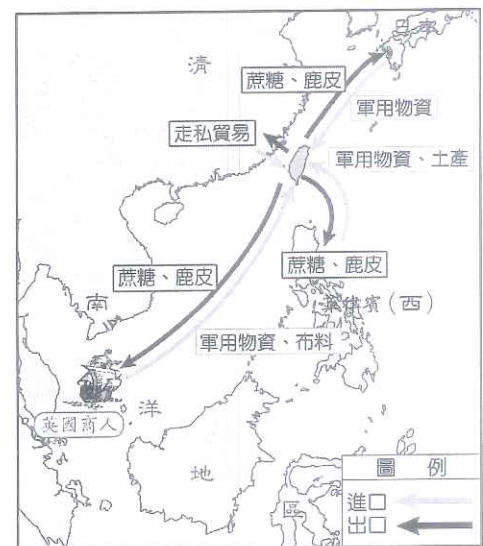 日本
清
蔗糖、鹿皮
軍用物資
走私貿易
軍用物資、土產
蔗糖、鹿皮
蔗糖、鹿皮
菲律賓（西）
南
軍用物資、布料
洋
英國商人
地
區
圖 例
進口
出口